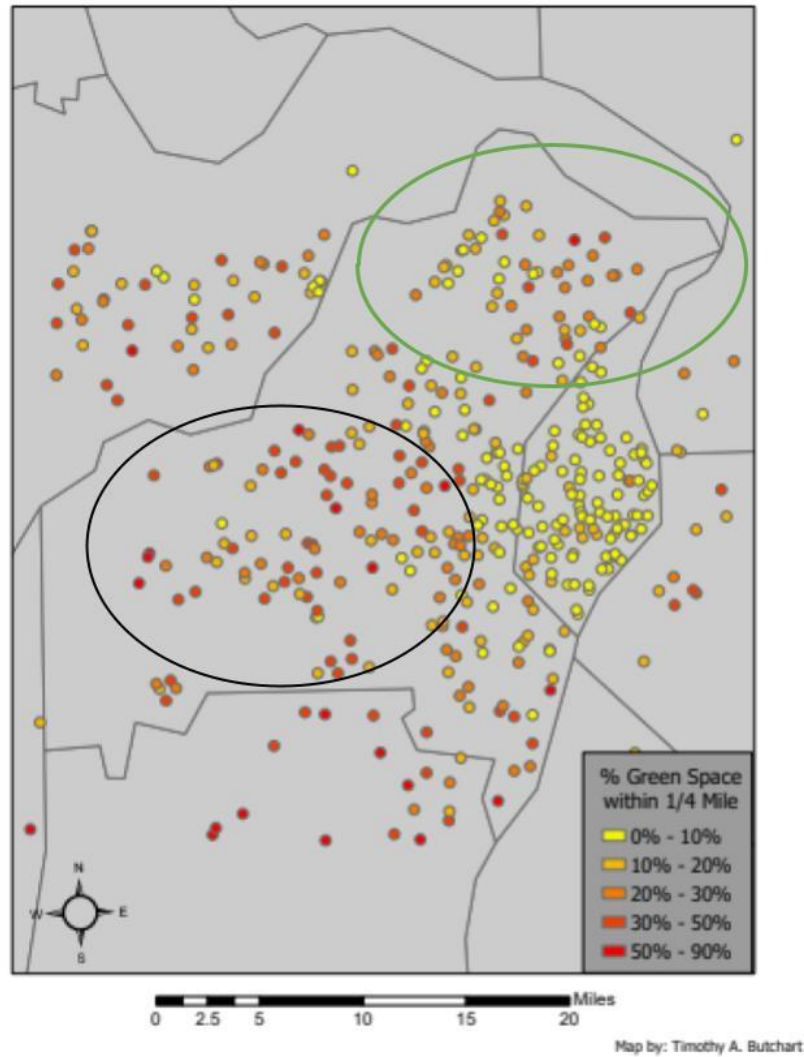 % Green Space
within 1/4 Mile
0% - 10%
10% - 20%
20% - 30%
30% - 50%
50% - 90%
N
W E
S
Miles
0 2.5 5 10 15 20
Map by: Timothy A. Butchart